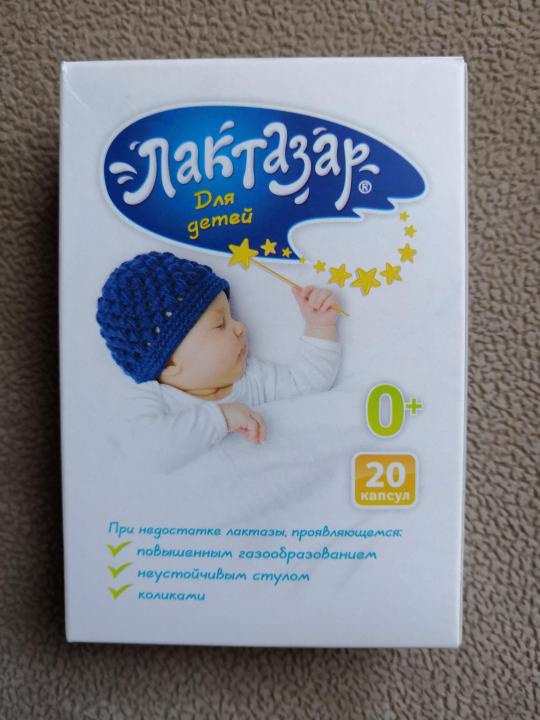 Лактазар®
Для
детей
0+
20
капсул
При недостатке лактазы, проявляющемся:
повышенным газообразованием
неустойчивым стулом
коликами